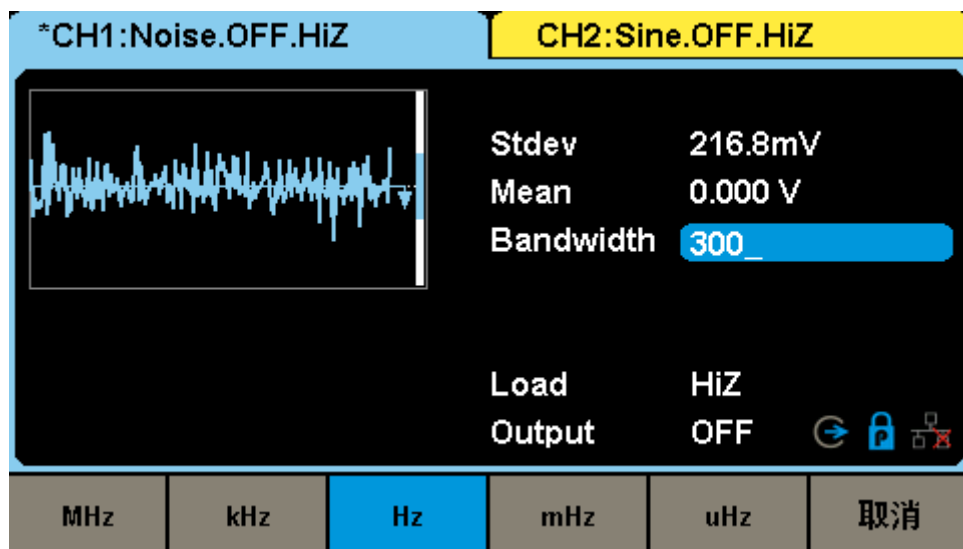 *CH1:Noise.OFF.HiZ CH2:Sine.OFF.HiZ
Stdev 216.8mV
Mean 0.000 V
Bandwidth 300_
Load HiZ
Output OFF
MHz kHz Hz mHz uHz 取消